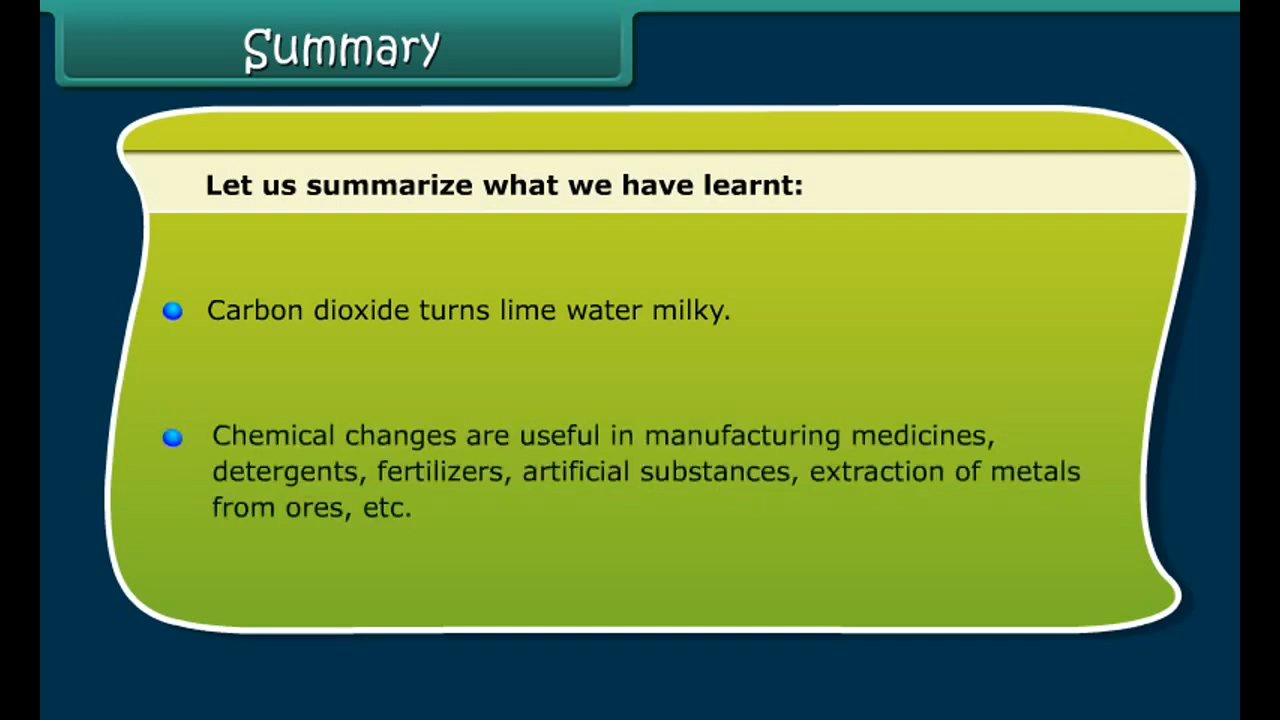 Summary
Let us summarize what we have learnt:
Carbon dioxide turns lime water milky.
Chemical changes are useful in manufacturing medicines,
detergents, fertilizers, artificial substances, extraction of metals
from ores, etc.